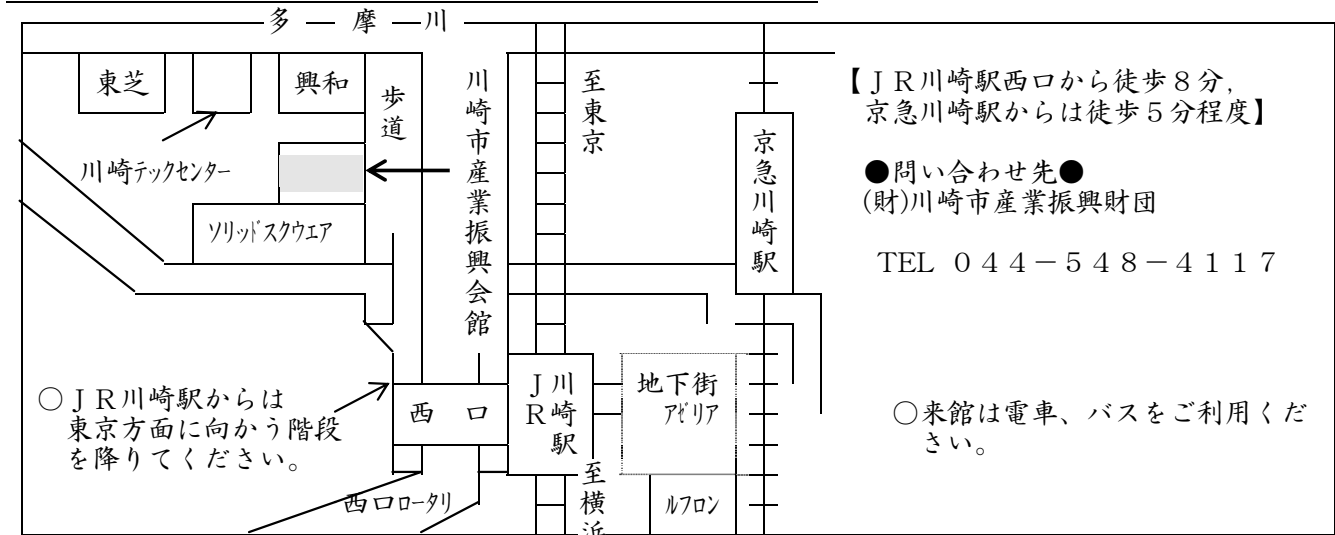 多 摩 川
東芝
興和
歩道
川崎市産業振興会館
至東京
京急川崎駅
川崎テックセンター
ソリッドスクウエア
【ＪＲ川崎駅西口から徒歩８分,
京急川崎駅からは徒歩５分程度】
●問い合わせ先●
(財)川崎市産業振興財団
TEL ０４４－５４８－４１１７
○ＪＲ川崎駅からは
東京方面に向かう階段
を降りてください。
西 口
ＪＲ
川崎駅
地下街
アゼリア
○来館は電車、バスをご利用くだ
さい。
西口ロータリ
至横浜
ルフロン